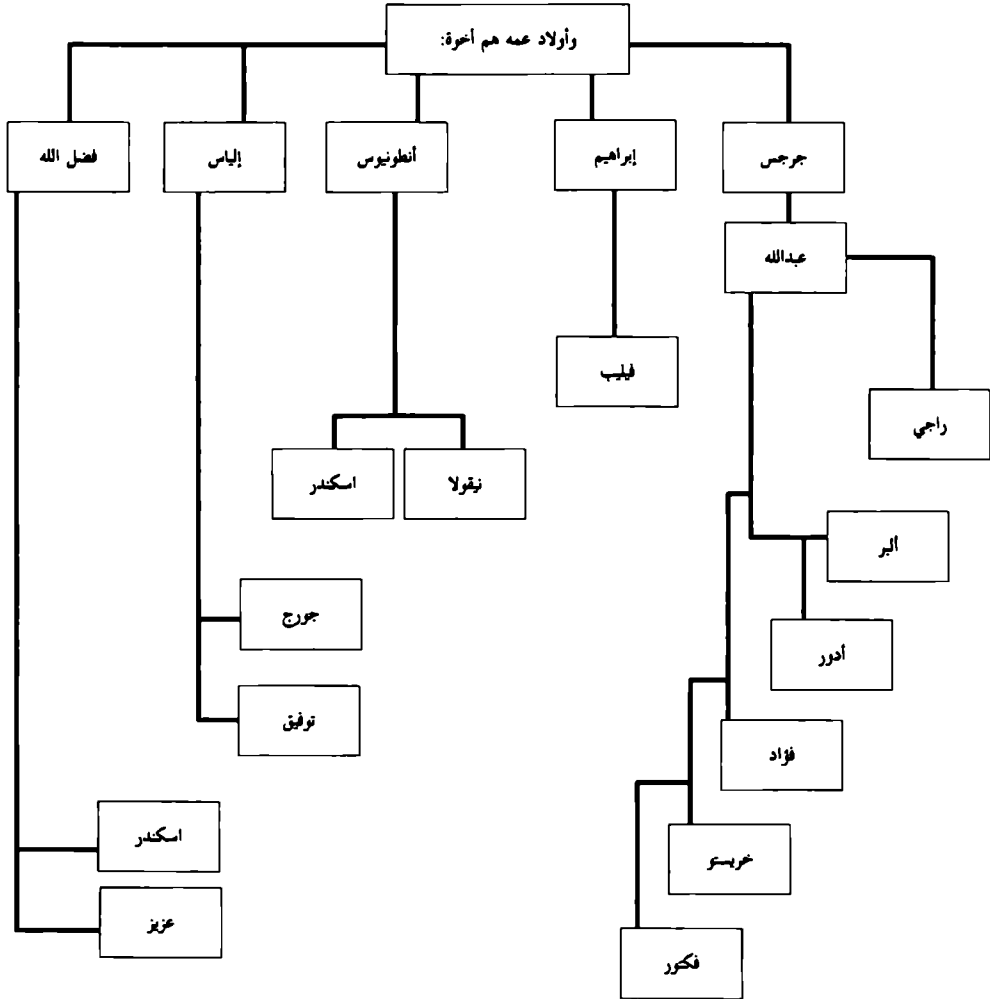 وأولاد عمه هم أخوة:
جرجس
إبراهيم
أنطونيوس
إلياس
فضل الله
عبدالله
فيليب
راجي
نيقولا
اسكندر
ألبر
جورج
أدور
توفيق
فؤاد
اسكندر
خريستو
عزيز
فكتور